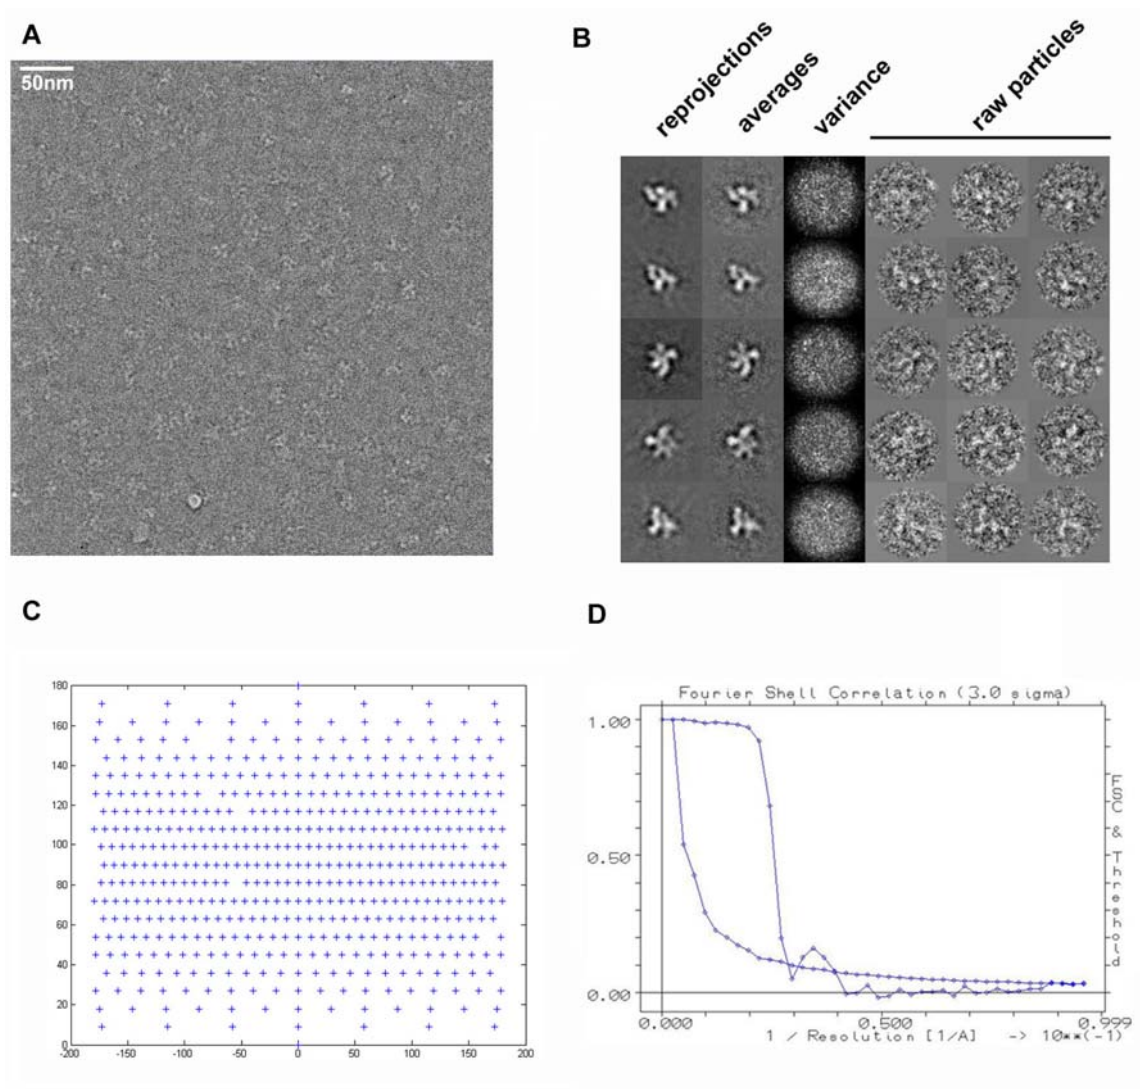 A
50nm
B
reprojections
averages
variance
raw particles
C
180
160
140
120
100
80
60
40
20
0
-200 -150 -100 -50 0 50 100 150 200
D
Fourier Shell Correlation (3.0 sigma)
1.00
0.50
0.00
FSC & Threshold
0.000 0.500 0.999
1 / Resolution [1/A] -> 10**(-1)